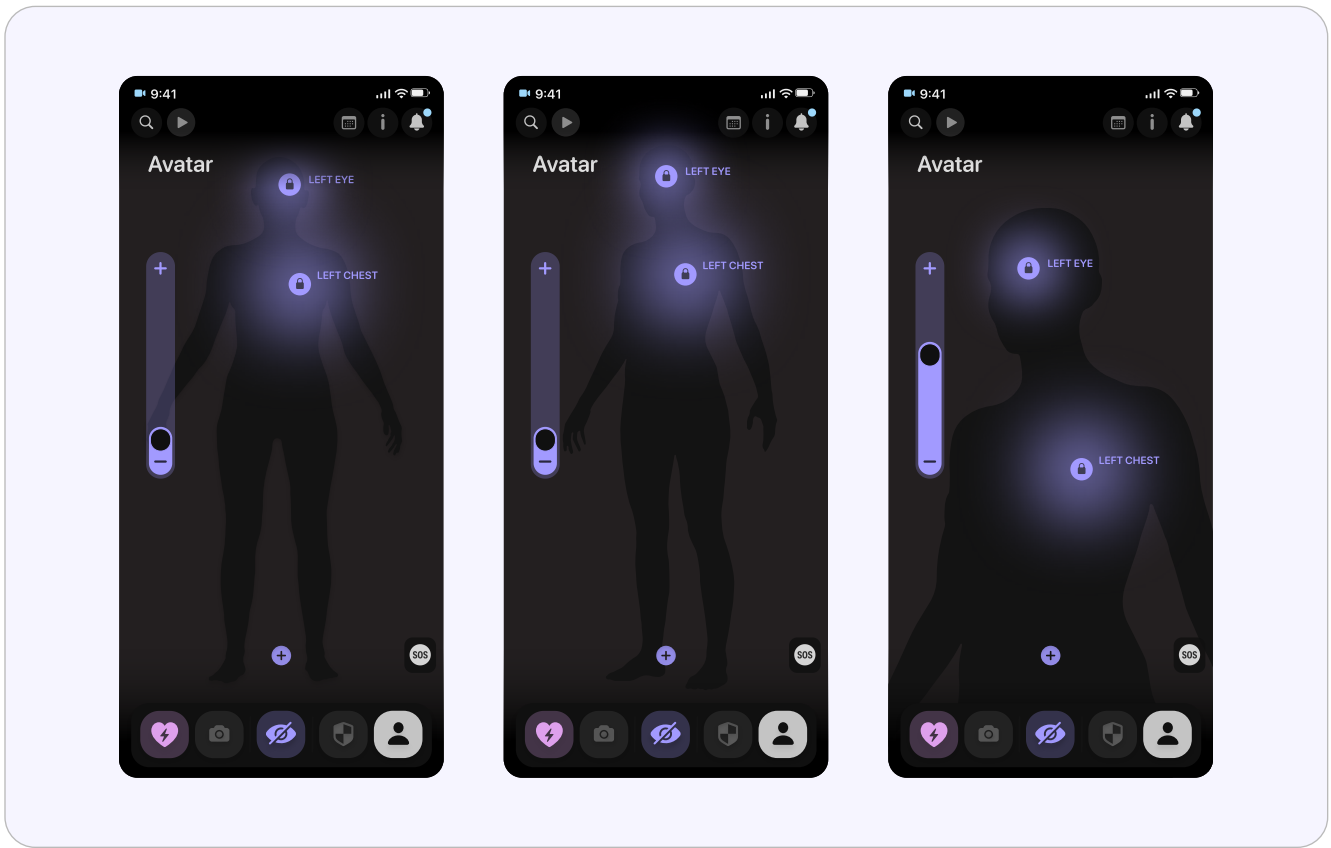 9:41
Avatar
LEFT EYE
LEFT CHEST
SOS
9:41
Avatar
LEFT EYE
LEFT CHEST
SOS
9:41
Avatar
LEFT EYE
LEFT CHEST
SOS